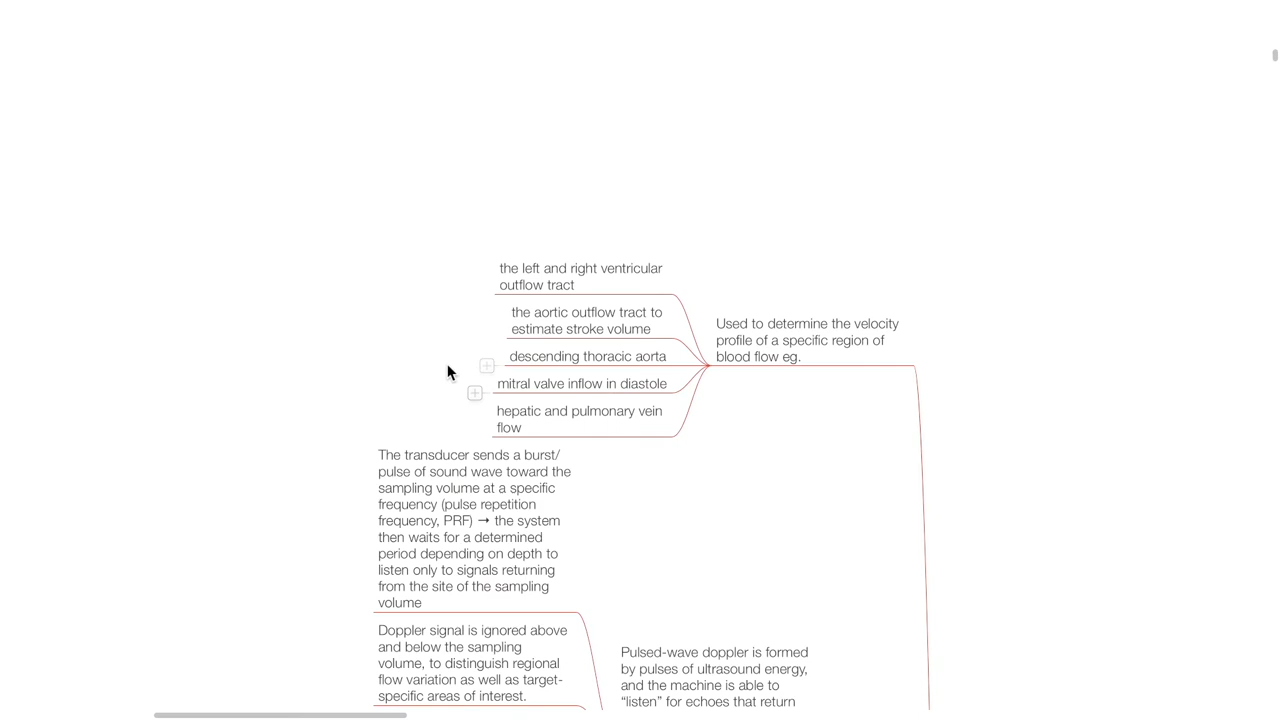 the left and right ventricular
outflow tract
the aortic outflow tract to
estimate stroke volume
descending thoracic aorta
mitral valve inflow in diastole
hepatic and pulmonary vein
flow
Used to determine the velocity
profile of a specific region of
blood flow eg.
The transducer sends a burst/
pulse of sound wave toward the
sampling volume at a specific
frequency (pulse repetition
frequency, PRF) → the system
then waits for a determined
period depending on depth to
listen only to signals returning
from the site of the sampling
volume
Doppler signal is ignored above
and below the sampling
volume, to distinguish regional
flow variation as well as target-
specific areas of interest.
Pulsed-wave doppler is formed
by pulses of ultrasound energy,
and the machine is able to
“listen” for echoes that return